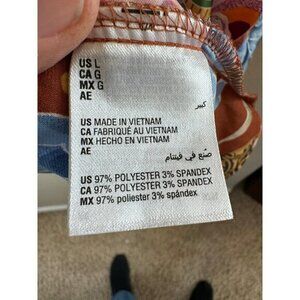 US L
CA G
MX G
AE كبير
US MADE IN VIETNAM
CA FABRIQUÉ AU VIETNAM
MX HECHO EN VIETNAM
AE صنع في فيتنام
US 97% POLYESTER 3% SPANDEX
CA 97% POLYESTER 3% SPANDEX
MX 97% poliester 3% spándex